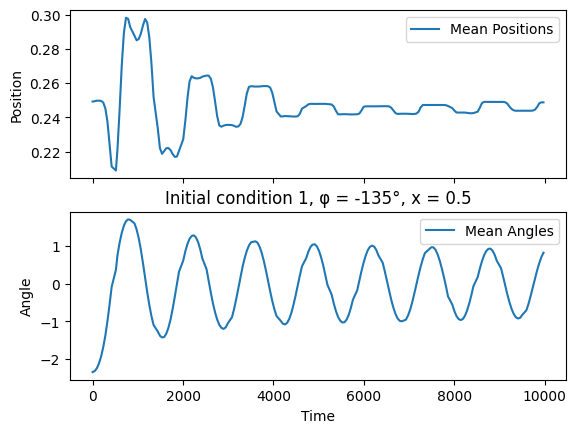 0.30
0.28
0.26
0.24
0.22
Position
Mean Positions
Initial condition 1, φ = -135°, x = 0.5
1
0
−1
−2
Angle
Mean Angles
0
2000
4000
6000
8000
10000
Time